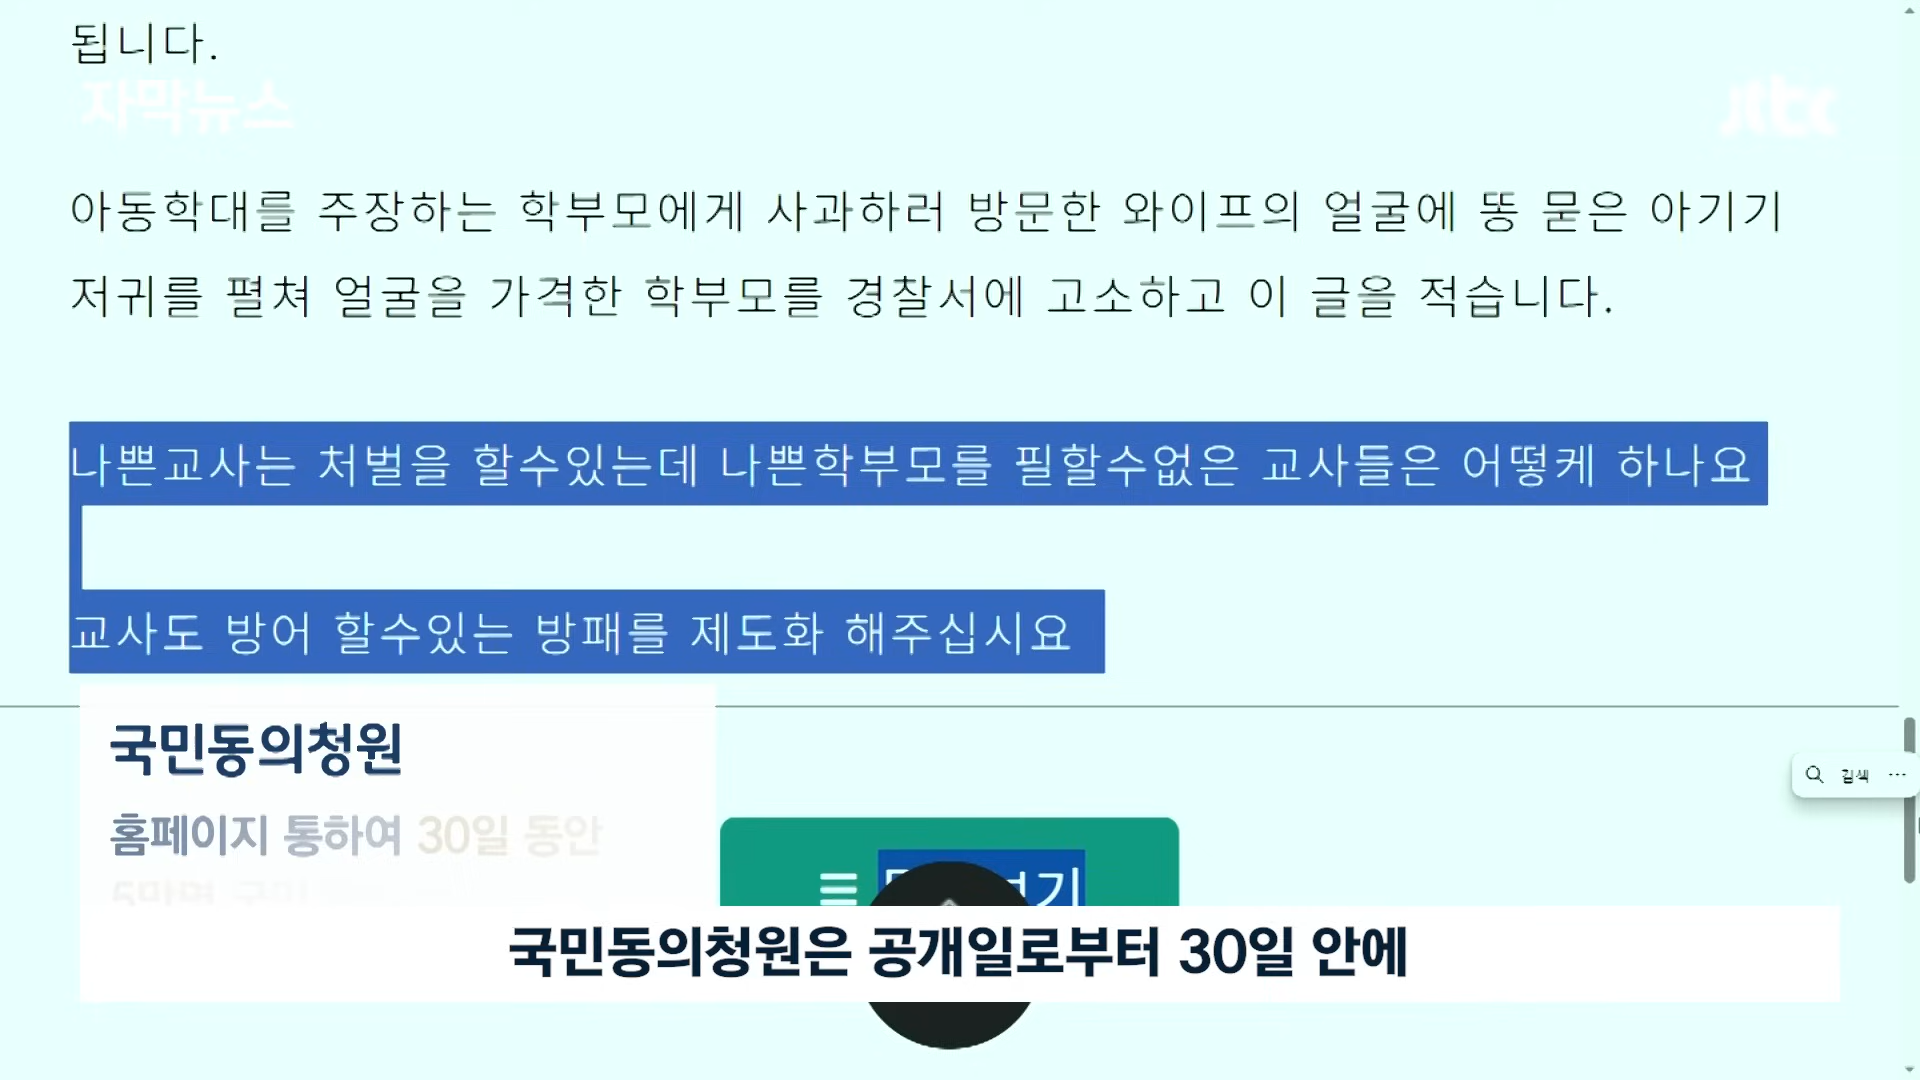 됩니다.
자막뉴스
jtbc
아동학대를 주장하는 학부모에게 사과하러 방문한 와이프의 얼굴에 똥 묻은 아기기
저귀를 펼쳐 얼굴을 가격한 학부모를 경찰서에 고소하고 이 글을 적습니다.
나쁜교사는 처벌을 할수있는데 나쁜학부모를 필할수없은 교사들은 어떻케 하나요
교사도 방어 할수있는 방패를 제도화 해주십시요
국민동의청원
홈페이지 통하여 30일 동안
5만명 국민
검색
국민동의청원은 공개일로부터 30일 안에